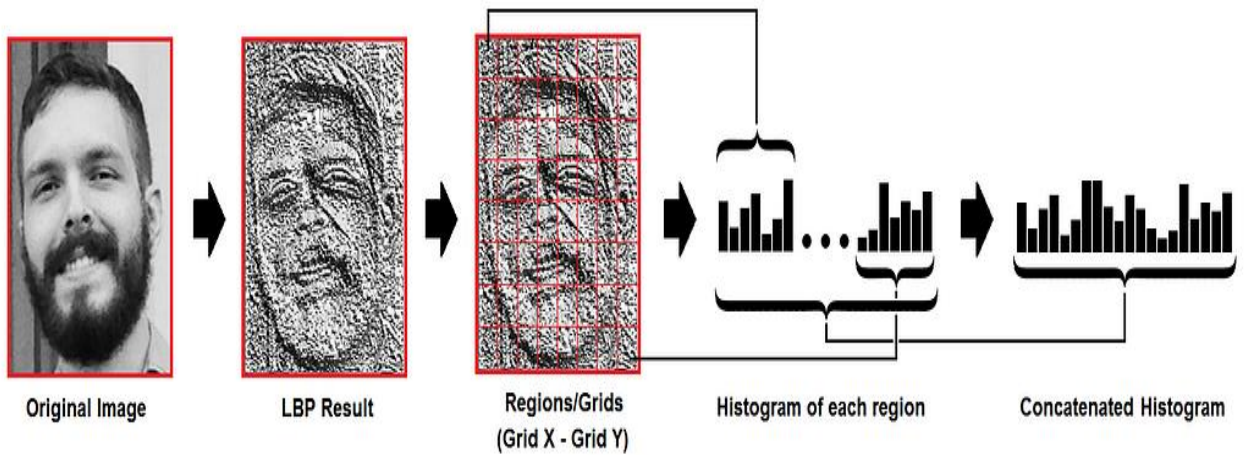 Original Image
LBP Result
Regions/Grids
(Grid X - Grid Y)
Histogram of each region
Concatenated Histogram